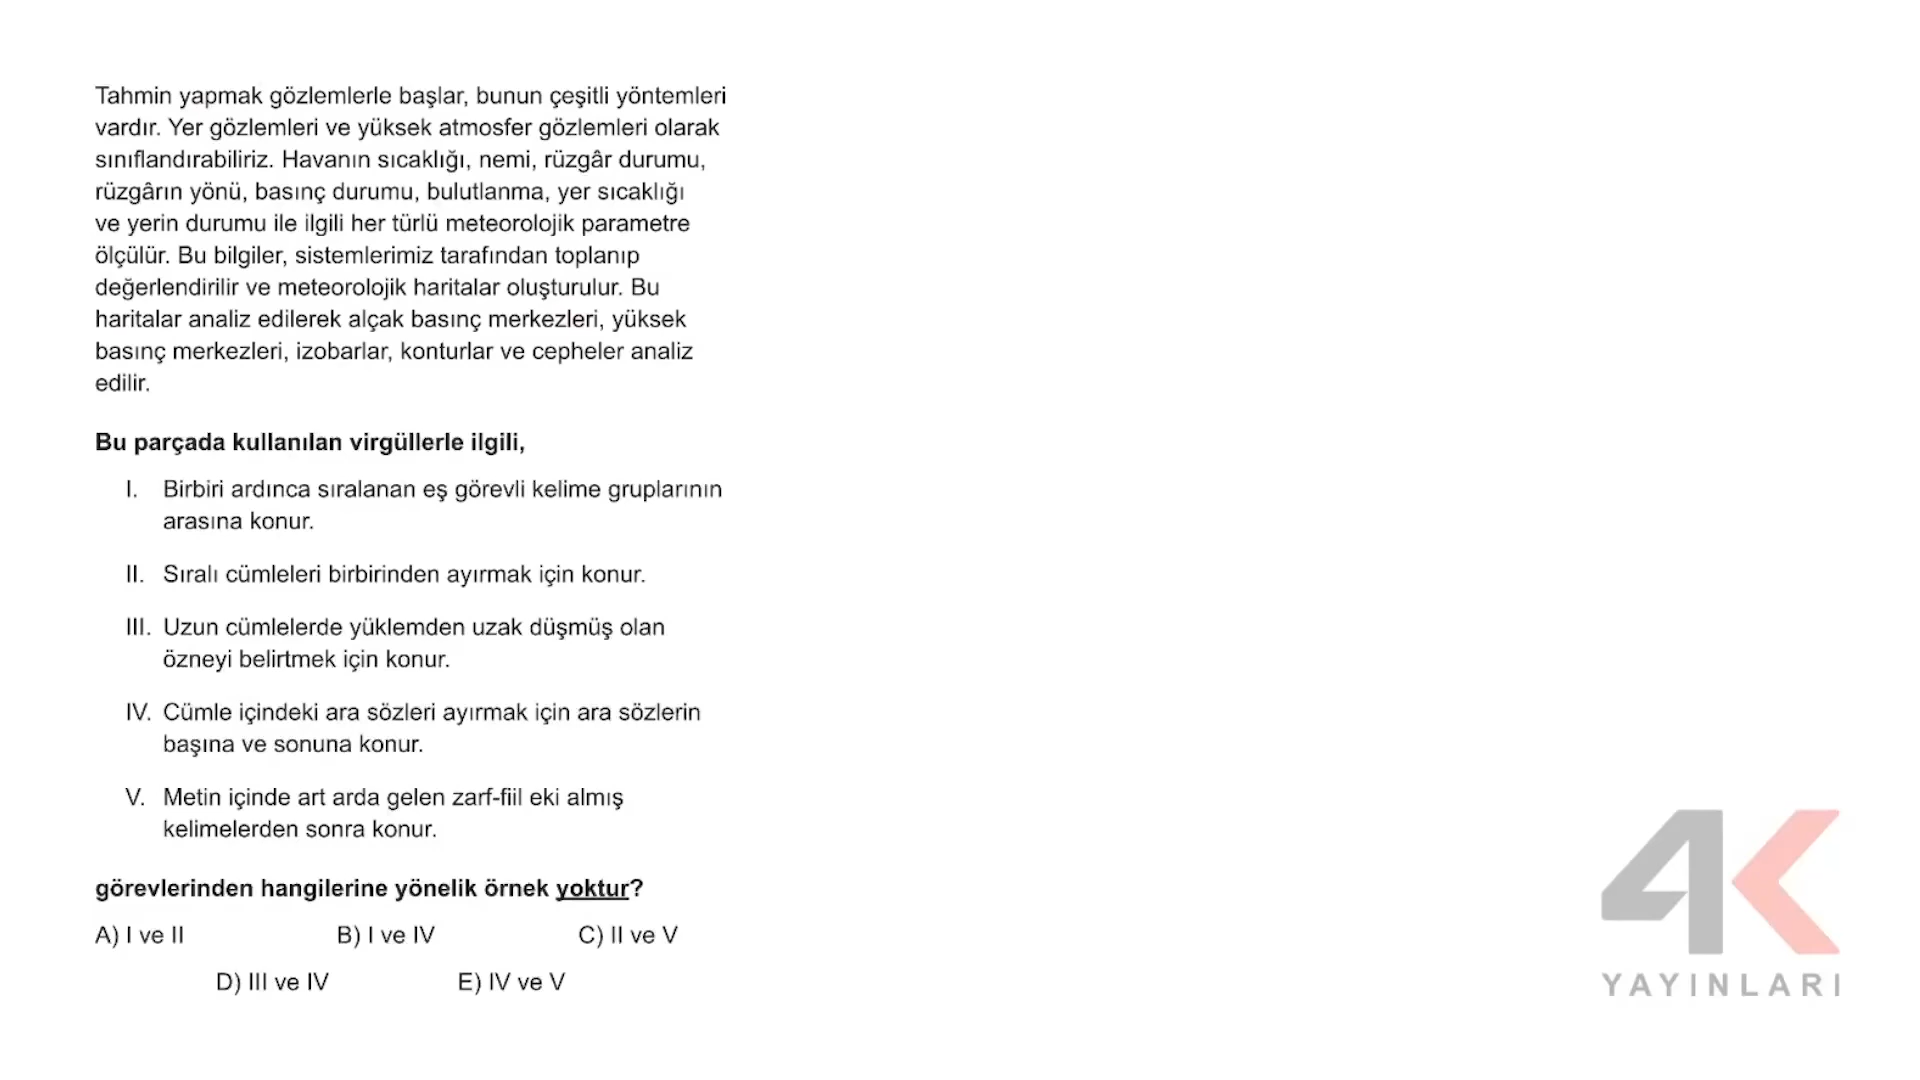 Tahmin yapmak gözlemlerle başlar, bunun çeşitli yöntemleri
vardır. Yer gözlemleri ve yüksek atmosfer gözlemleri olarak
sınıflandırabiliriz. Havanın sıcaklığı, nemi, rüzgâr durumu,
rüzgârın yönü, basınç durumu, bulutlanma, yer sıcaklığı
ve yerin durumu ile ilgili her türlü meteorolojik parametre
ölçülür. Bu bilgiler, sistemlerimiz tarafından toplanıp
değerlendirilir ve meteorolojik haritalar oluşturulur. Bu
haritalar analiz edilerek alçak basınç merkezleri, yüksek
basınç merkezleri, izobarlar, konturlar ve cepheler analiz
edilir.
Bu parçada kullanılan virgüllerle ilgili,
I. Birbiri ardınca sıralanan eş görevli kelime gruplarının
arasına konur.
II. Sıralı cümleleri birbirinden ayırmak için konur.
III. Uzun cümlelerde yüklemden uzak düşmüş olan
özneyi belirtmek için konur.
IV. Cümle içindeki ara sözleri ayırmak için ara sözlerin
başına ve sonuna konur.
V. Metin içinde art arda gelen zarf-fiil eki almış
kelimelerden sonra konur.
görevlerinden hangilerine yönelik örnek yoktur?
A) I ve II B) I ve IV C) II ve V
D) III ve IV E) IV ve V
4K
YAYINLARI